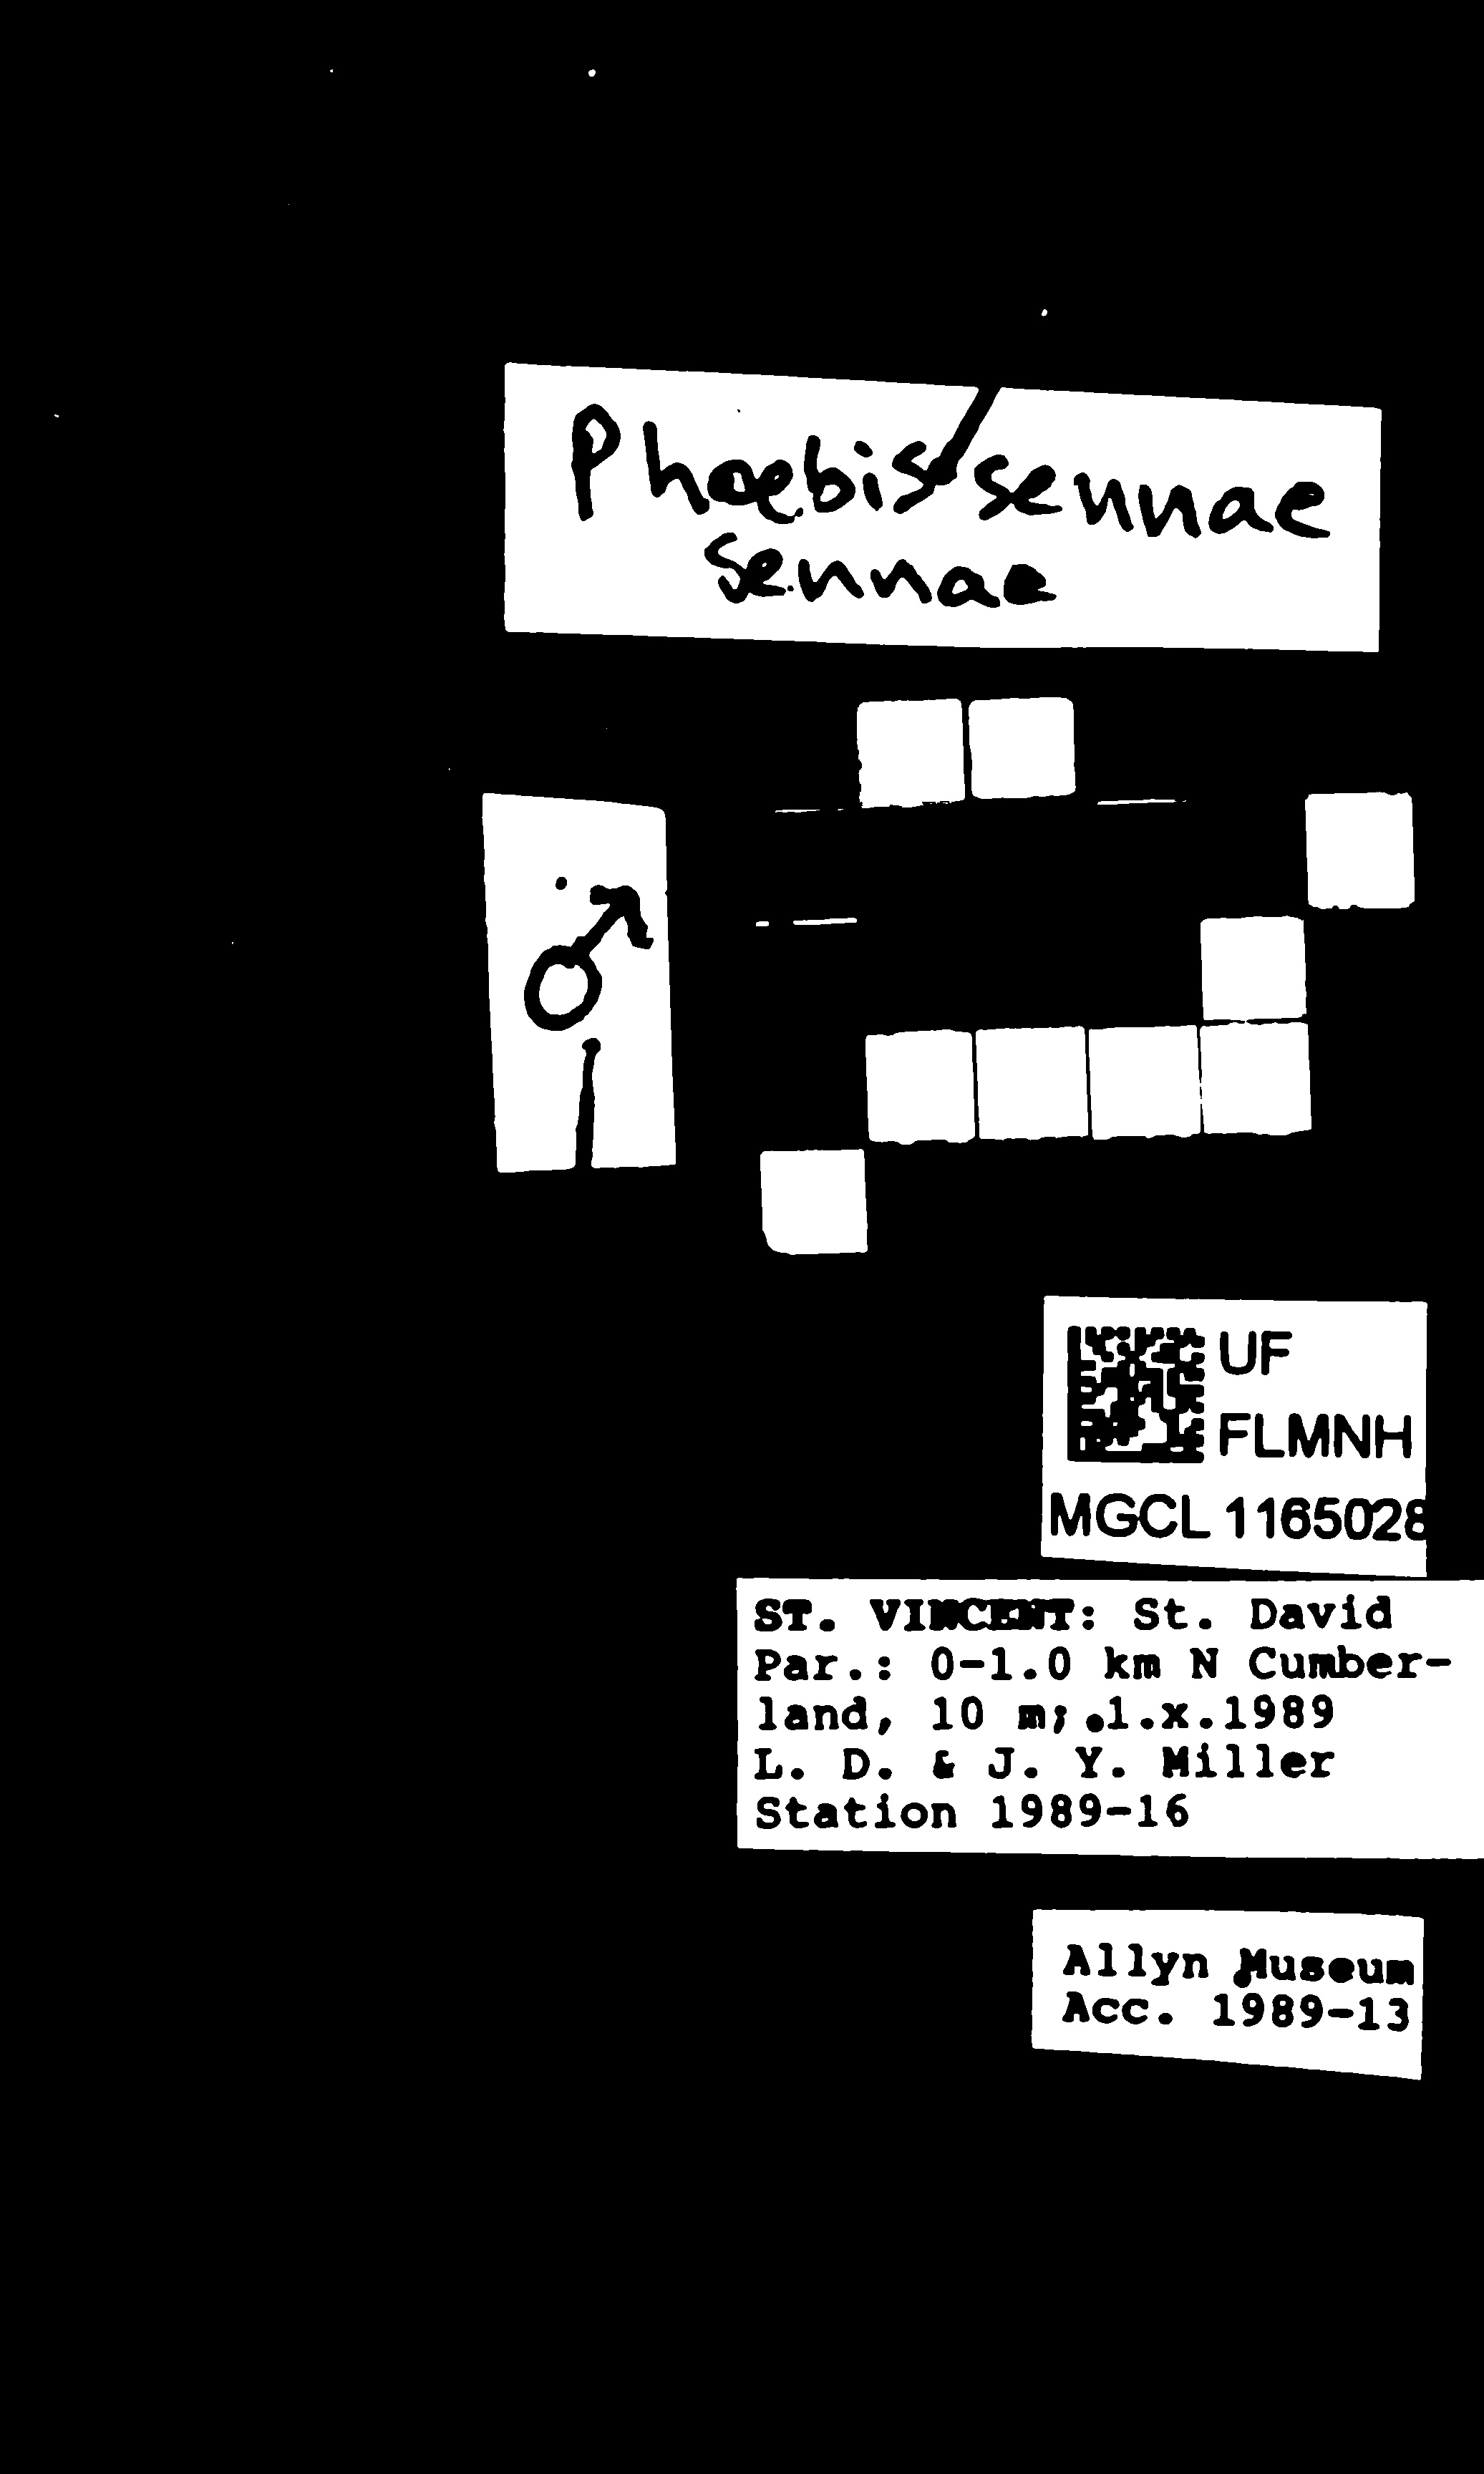 Phoebis sennae
sennae
♂
UF
FLMNH
MGCL 1165028
ST. VINCENT: St. David
Par.: 0-1.0 km N Cumber-
land, 10 m; .1.x.1989
L. D. & J. Y. Miller
Station 1989-16
Allyn Museum
Acc. 1989-13